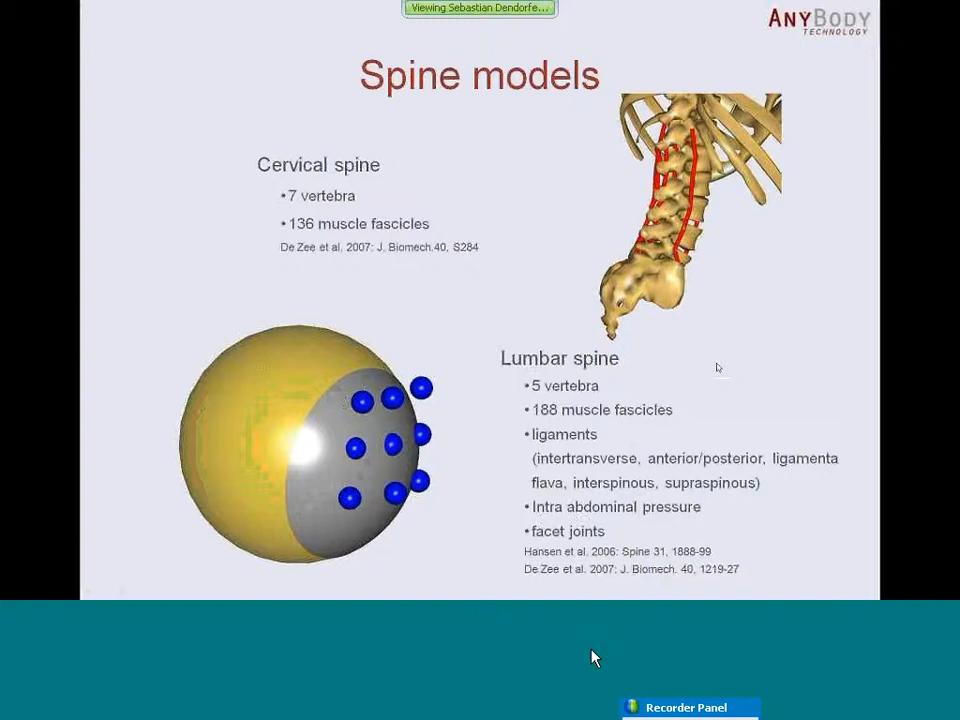 Viewing Sebastian Dendorfe...
ANYBODY
TECHNOLOGY
Spine models
Cervical spine
•7 vertebra
•136 muscle fascicles
De Zee et al. 2007: J. Biomech.40, S284
Lumbar spine
•5 vertebra
•188 muscle fascicles
•ligaments
(intertransverse, anterior/posterior, ligamenta
flava, interspinous, supraspinous)
•Intra abdominal pressure
•facet joints
Hansen et al. 2006: Spine 31, 1888-99
De Zee et al. 2007: J. Biomech. 40, 1219-27
Recorder Panel